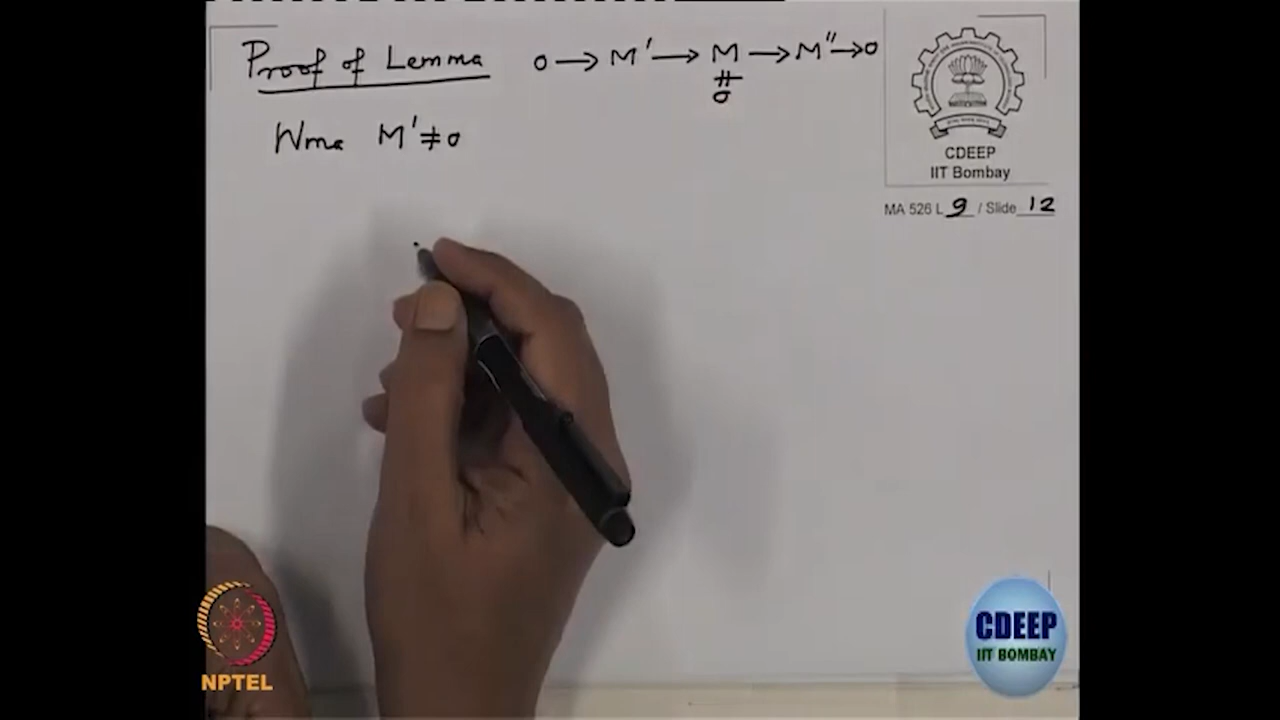 Proof of Lemma 0 → M′ → M → M″ → 0
≠
0
Wma M′ ≠ 0
CDEEP
IIT Bombay
MA 526 L 9 / Slide 12
NPTEL
CDEEP
IIT BOMBAY